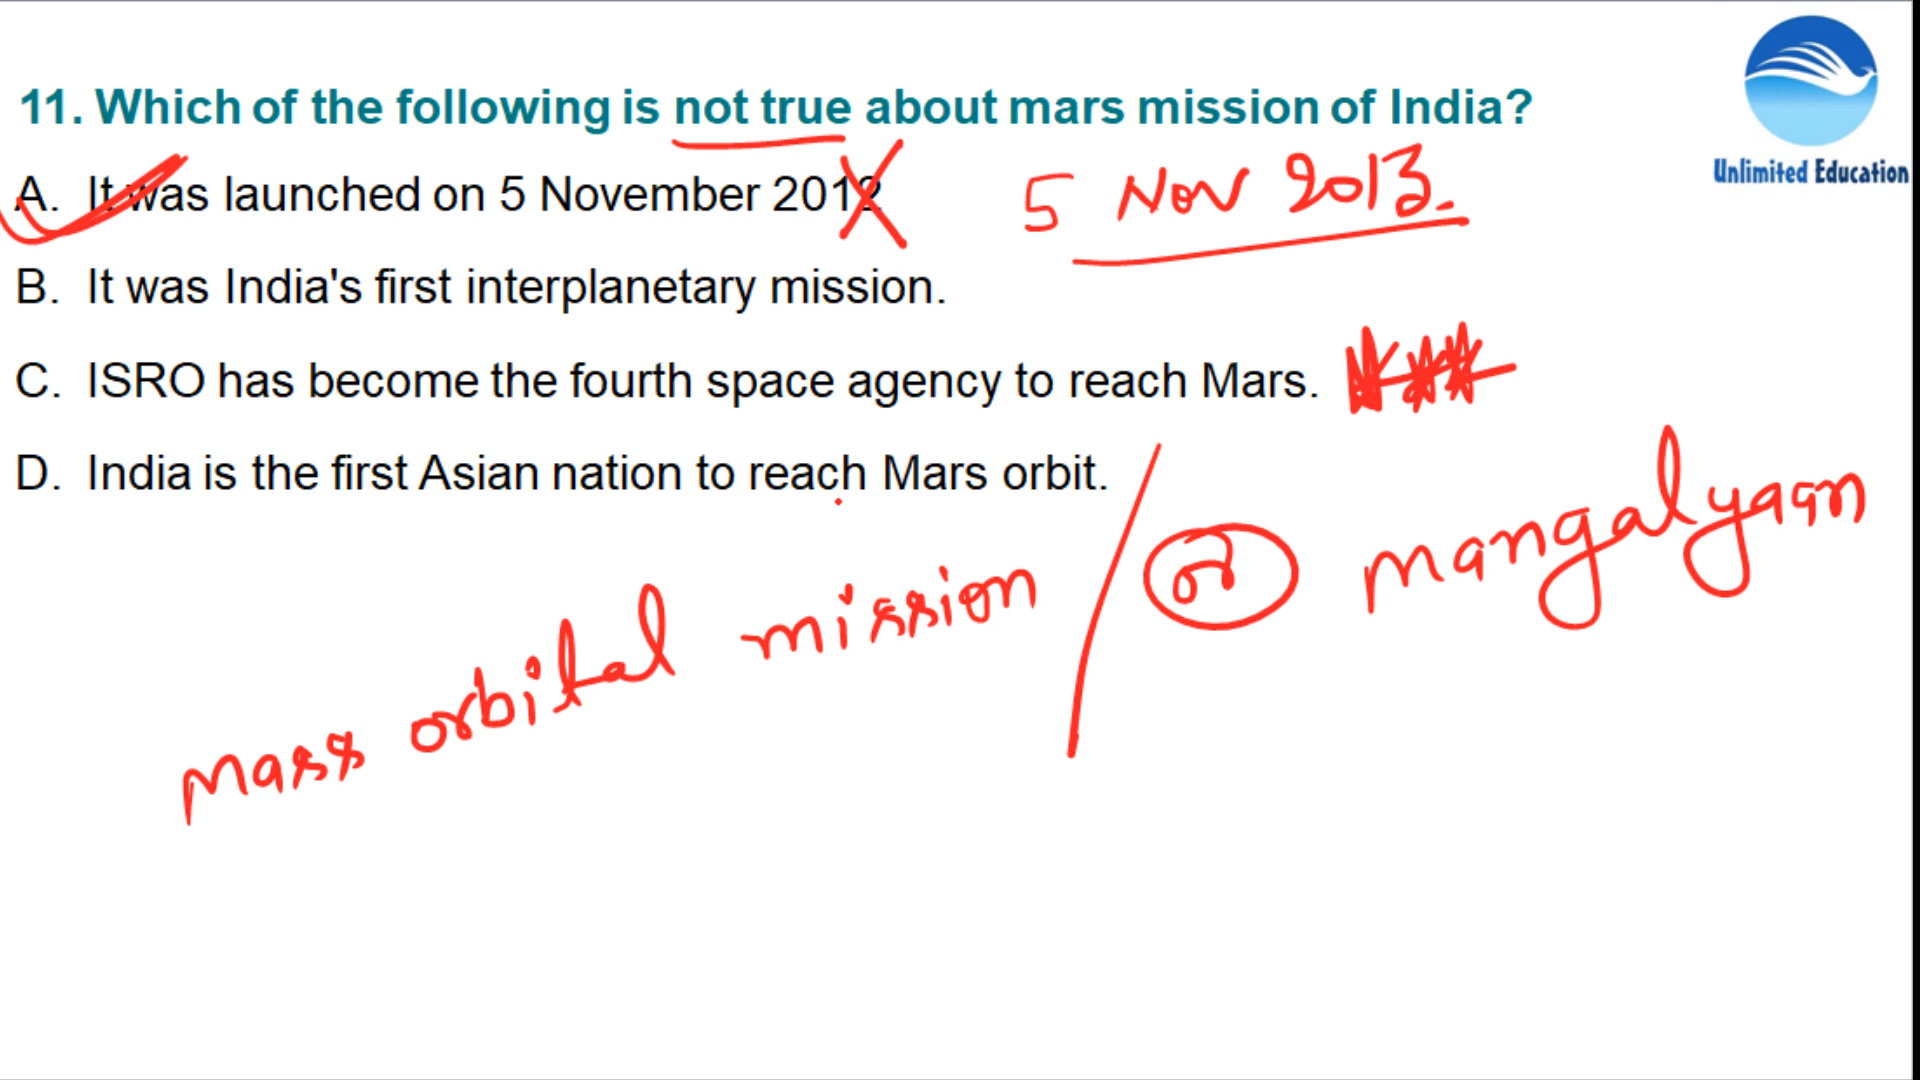 11. Which of the following is not true about mars mission of India?
Unlimited Education
A. It was launched on 5 November 2012
5 Nov 2013.
B. It was India's first interplanetary mission.
C. ISRO has become the fourth space agency to reach Mars.
D. India is the first Asian nation to reach Mars orbit.
Mars orbital mission / or mangalyaan